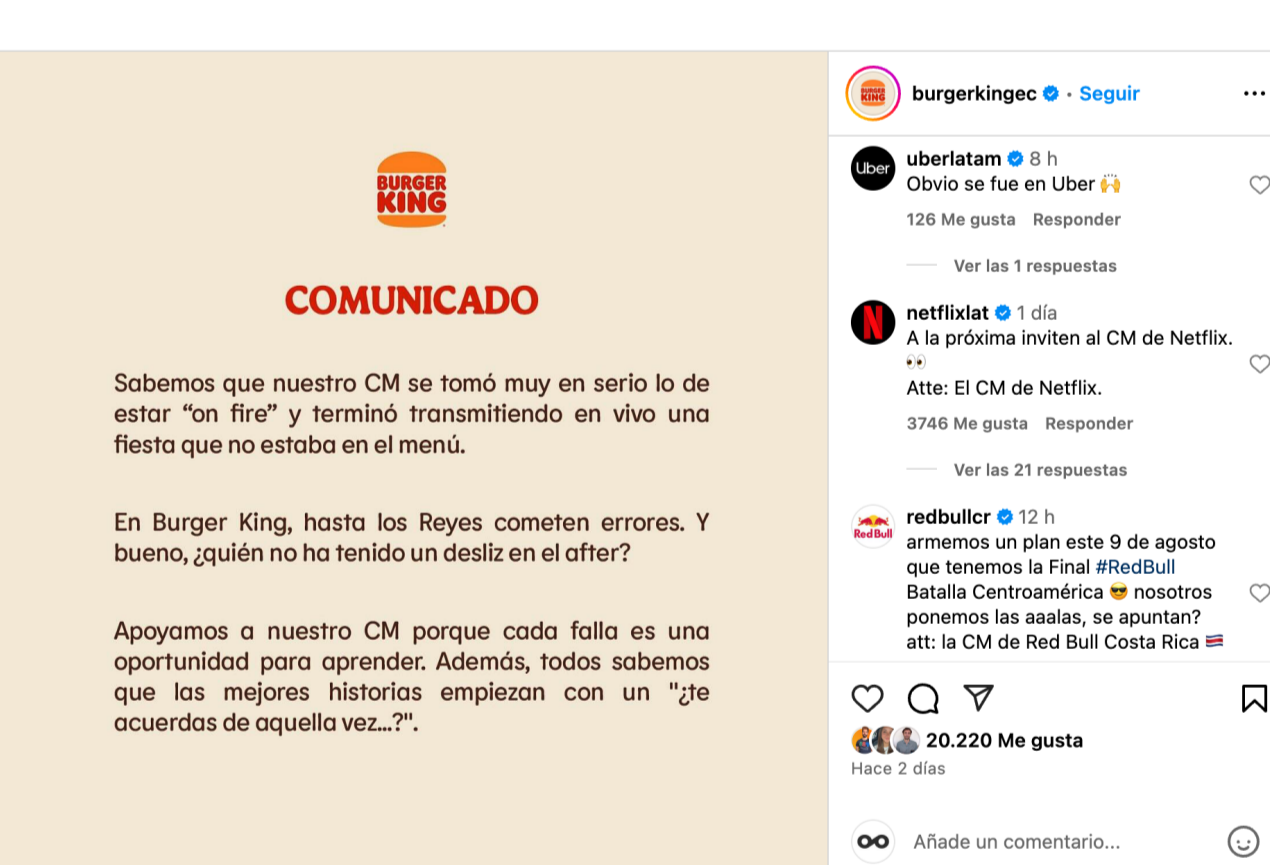 BURGER
KING
COMUNICADO
Sabemos que nuestro CM se tomó muy en serio lo de
estar “on fire” y terminó transmitiendo en vivo una
fiesta que no estaba en el menú.
En Burger King, hasta los Reyes cometen errores. Y
bueno, ¿quién no ha tenido un desliz en el after?
Apoyamos a nuestro CM porque cada falla es una
oportunidad para aprender. Además, todos sabemos
que las mejores historias empiezan con un "¿te
acuerdas de aquella vez...?".
BURGER
KING
burgerkingec • Seguir
Uber
uberlatam 8 h
Obvio se fue en Uber 🙌
126 Me gusta Responder
Ver las 1 respuestas
N
netflixlat 1 día
A la próxima inviten al CM de Netflix.
👀
Atte: El CM de Netflix.
3746 Me gusta Responder
Ver las 21 respuestas
Red Bull
redbullcr 12 h
armemos un plan este 9 de agosto
que tenemos la Final #RedBull
Batalla Centroamérica 😎 nosotros
ponemos las aaalas, se apuntan?
att: la CM de Red Bull Costa Rica 🇨🇷
20.220 Me gusta
Hace 2 días
Añade un comentario...